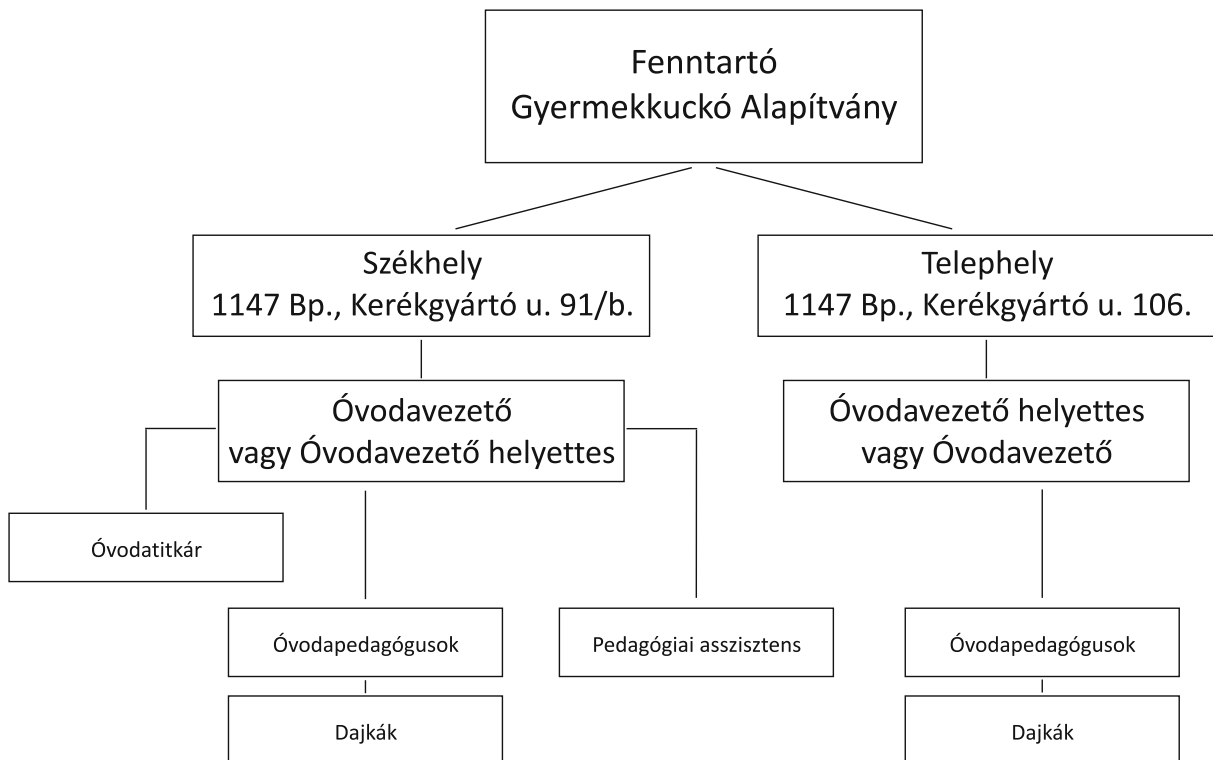 Fenntartó
Gyermekkuckó Alapítvány
Székhely
1147 Bp., Kerékgyártó u. 91/b.
Telephely
1147 Bp., Kerékgyártó u. 106.
Óvodavezető
vagy Óvodavezető helyettes
Óvodavezető helyettes
vagy Óvodavezető
Óvodatitkár
Óvodapedagógusok
Pedagógiai asszisztens
Óvodapedagógusok
Dajkák
Dajkák